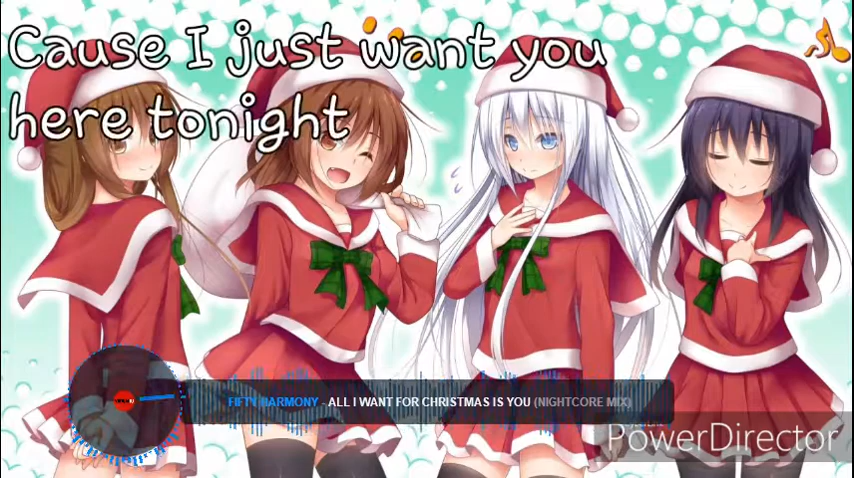 Cause I just want you
here tonight
FIFTH HARMONY - ALL I WANT FOR CHRISTMAS IS YOU (NIGHTCORE MIX)
PowerDirector